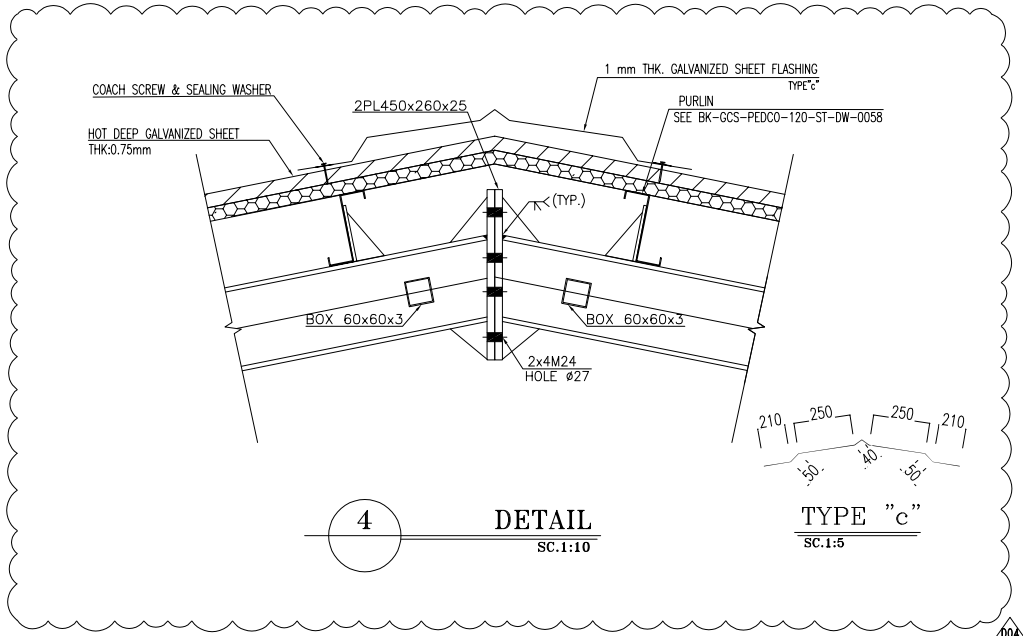 1 mm THK. GALVANIZED SHEET FLASHING
TYPE"c"
COACH SCREW & SEALING WASHER
2PL450x260x25
PURLIN
SEE BK-GCS-PEDCO-120-ST-DW-0058
HOT DEEP GALVANIZED SHEET
THK:0.75mm
(TYP.)
BOX 60x60x3
BOX 60x60x3
2x4M24
HOLE ø27
210
250
250
210
50
40
50
4
DETAIL
SC.1:10
TYPE "c"
SC.1:5
D04